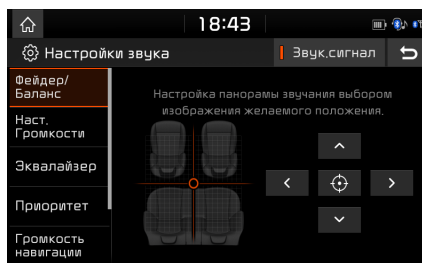 18:43
Настройки звука
Звук.сигнал
Фейдер/
Баланс
Настройка панорамы звучания выбором
изображения желаемого положения.
Наст.
Громкости
Эквалайзер
Приоритет
Громкость
навигации